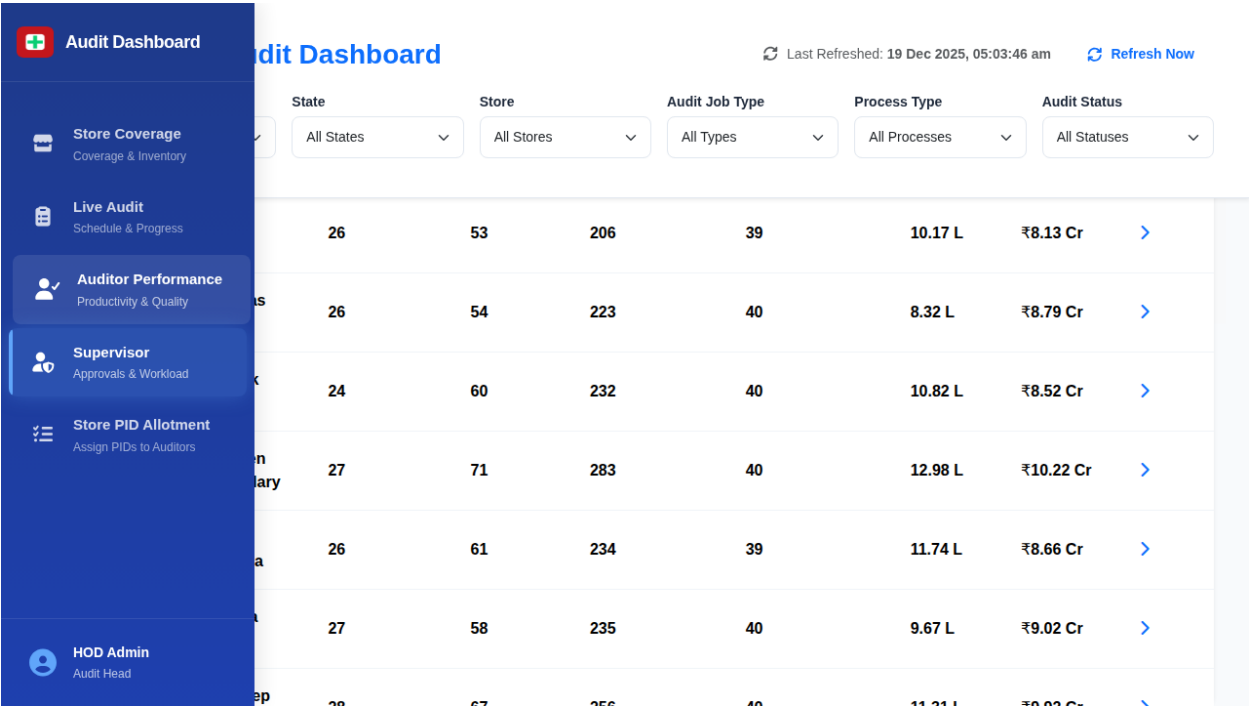 Audit Dashboard
Store Coverage
Coverage & Inventory
Live Audit
Schedule & Progress
Auditor Performance
Productivity & Quality
Supervisor
Approvals & Workload
Store PID Allotment
Assign PIDs to Auditors
HOD Admin
Audit Head
dit Dashboard
Last Refreshed: 19 Dec 2025, 05:03:46 am
Refresh Now
State Store Audit Job Type Process Type Audit Status
All States All Stores All Types All Processes All Statuses
26 53 206 39 10.17 L ₹8.13 Cr
as
26 54 223 40 8.32 L ₹8.79 Cr
k
24 60 232 40 10.82 L ₹8.52 Cr
en
lary
27 71 283 40 12.98 L ₹10.22 Cr
26 61 234 39 11.74 L ₹8.66 Cr
a
a
27 58 235 40 9.67 L ₹9.02 Cr
ep